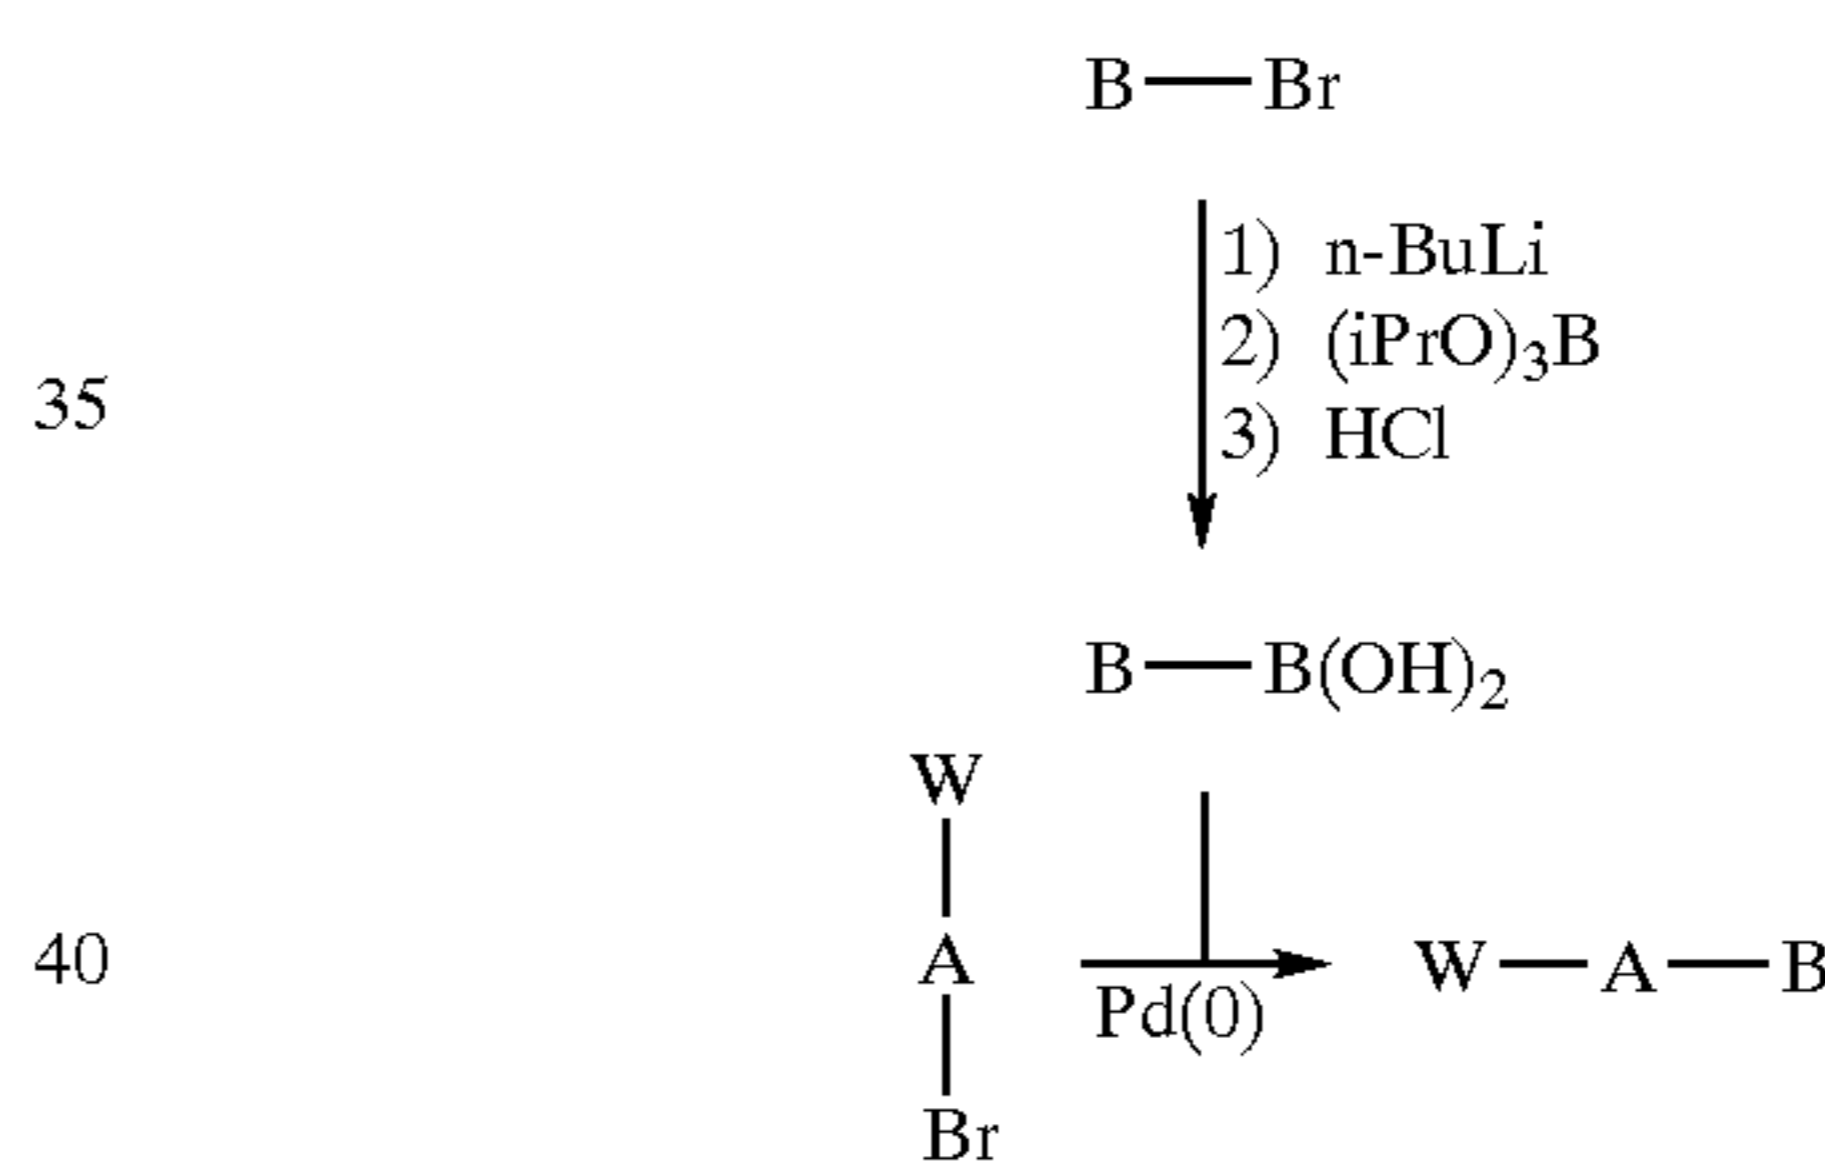 B—Br
1) n-BuLi
2) (iPrO)₃B
35
3) HCl
B—B(OH)₂
W
A
40
W—A—B
Pd(0)
Br